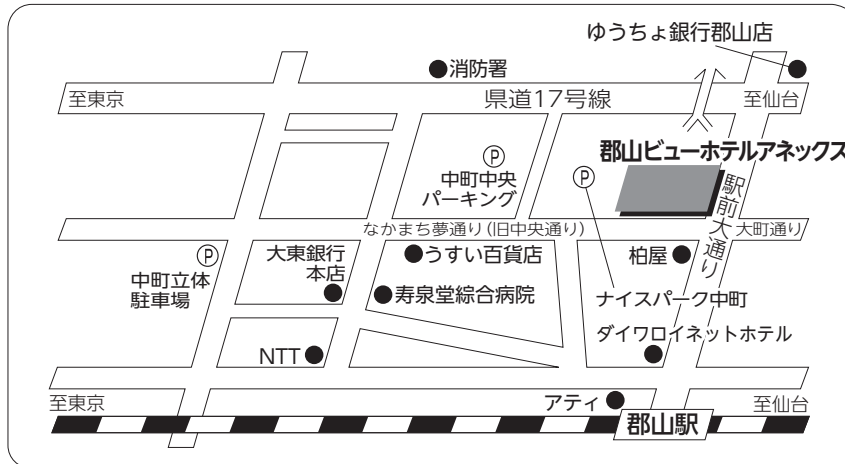 ゆうちょ銀行郡山店
消防署
至東京
県道17号線
至仙台
郡山ビューホテルアネックス
P
中町中央
パーキング
P
駅前大通り
なかまち夢通り(旧中央通り)
大町通り
P
中町立体
駐車場
大東銀行
本店
うすい百貨店
柏屋
寿泉堂綜合病院
ナイスパーク中町
ダイワロイネットホテル
NTT
至東京
アティ
郡山駅
至仙台